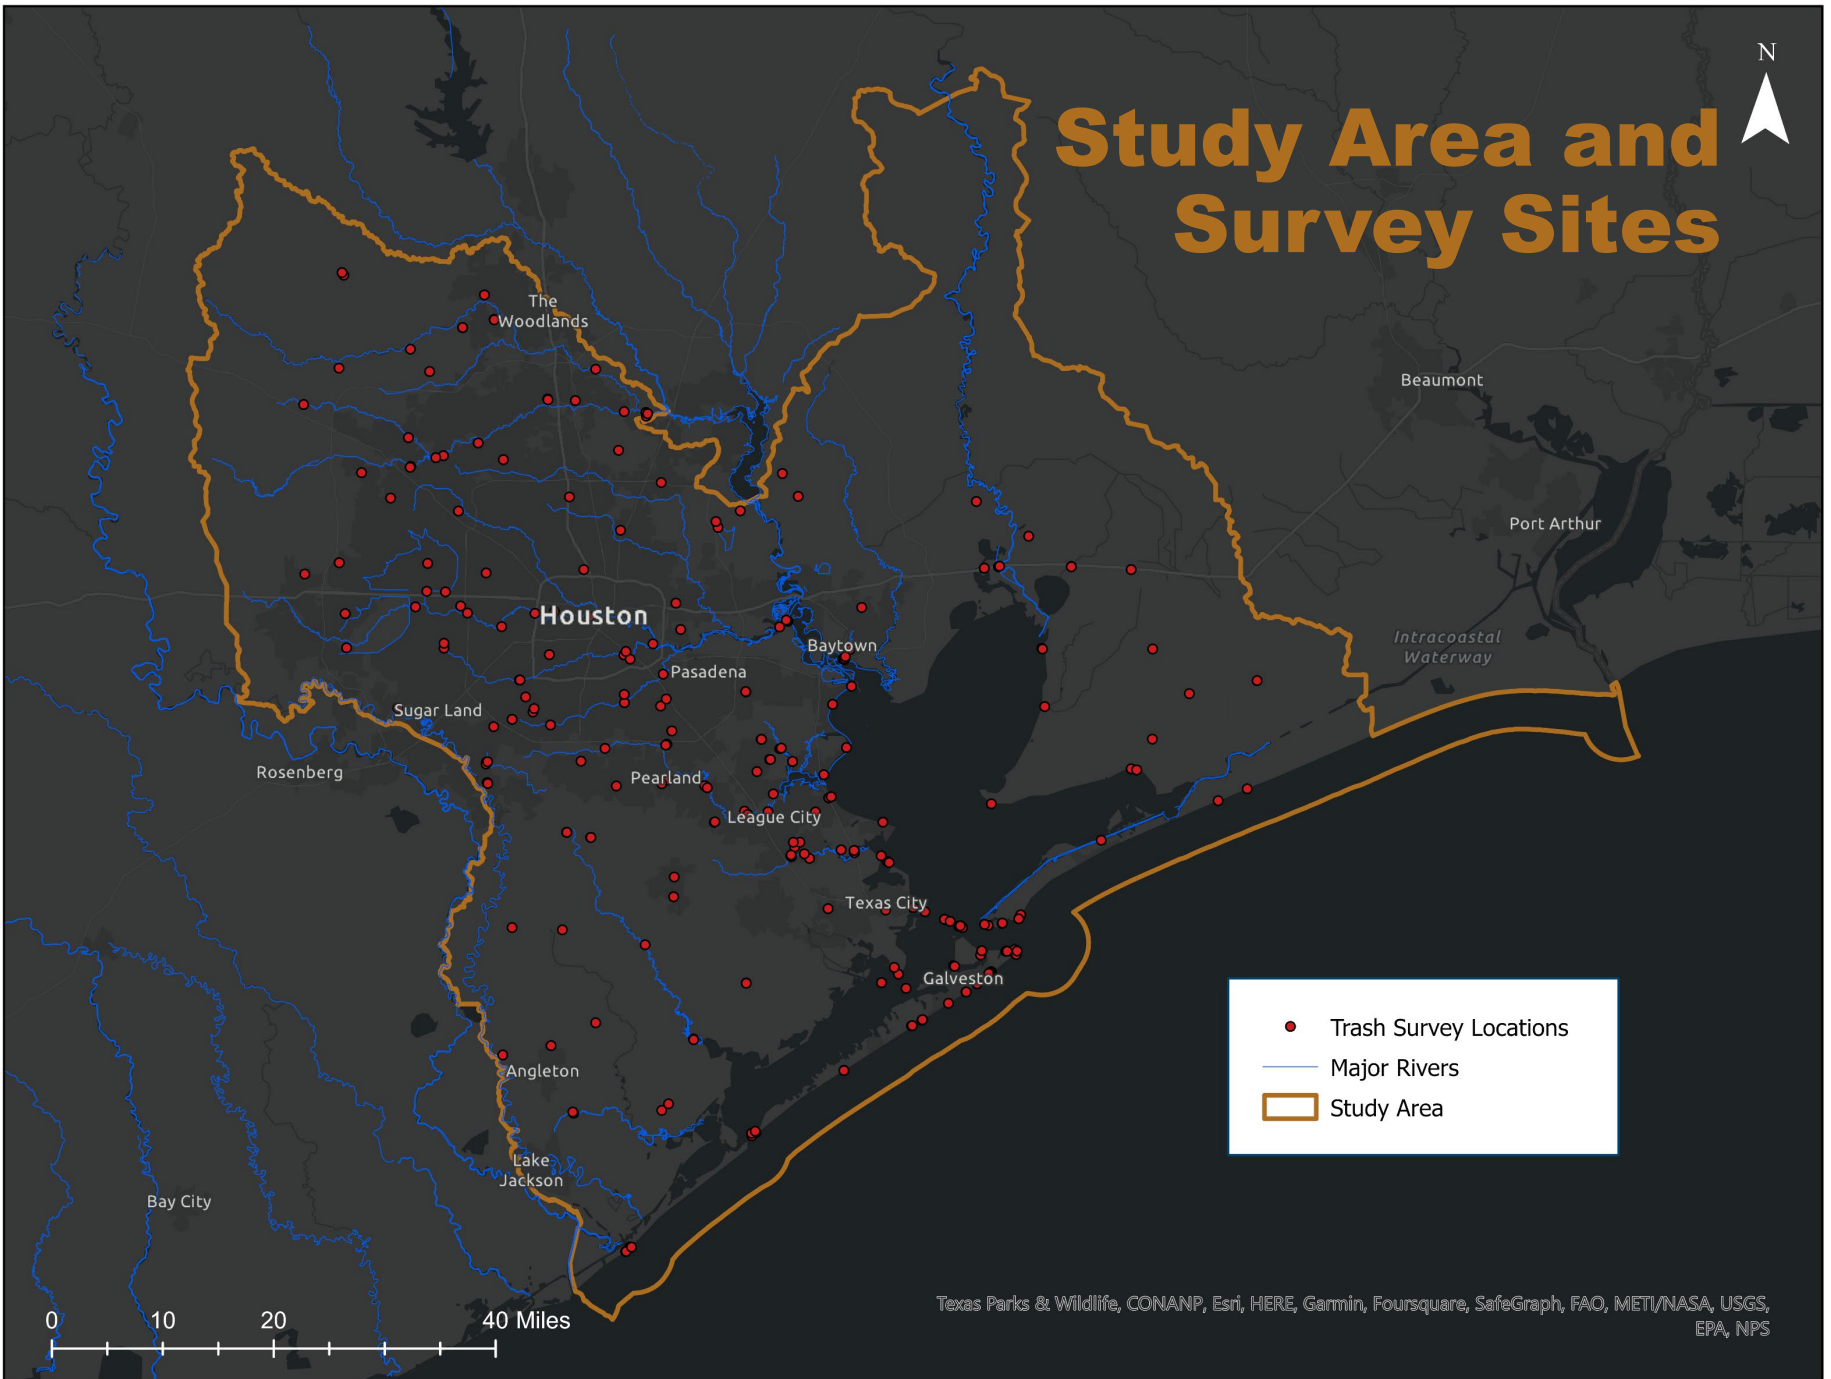 N
Study Area and
Survey Sites
The
Woodlands
Beaumont
Port Arthur
Houston
Intracoastal
Waterway
Baytown
Pasadena
Sugar Land
Rosenberg
Pearland
League City
Texas City
Galveston
Angleton
Lake
Jackson
Bay City
Trash Survey Locations
Major Rivers
Study Area
0 10 20 40 Miles
Texas Parks & Wildlife, CONANP, Esri, HERE, Garmin, Foursquare, SafeGraph, FAO, METI/NASA, USGS,
EPA, NPS